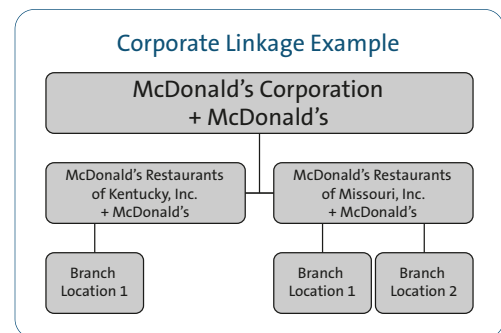 Corporate Linkage Example
McDonald’s Corporation
+ McDonald’s
McDonald’s Restaurants
of Kentucky, Inc.
+ McDonald’s
McDonald’s Restaurants
of Missouri, Inc.
+ McDonald’s
Branch
Location 1
Branch
Location 1
Branch
Location 2